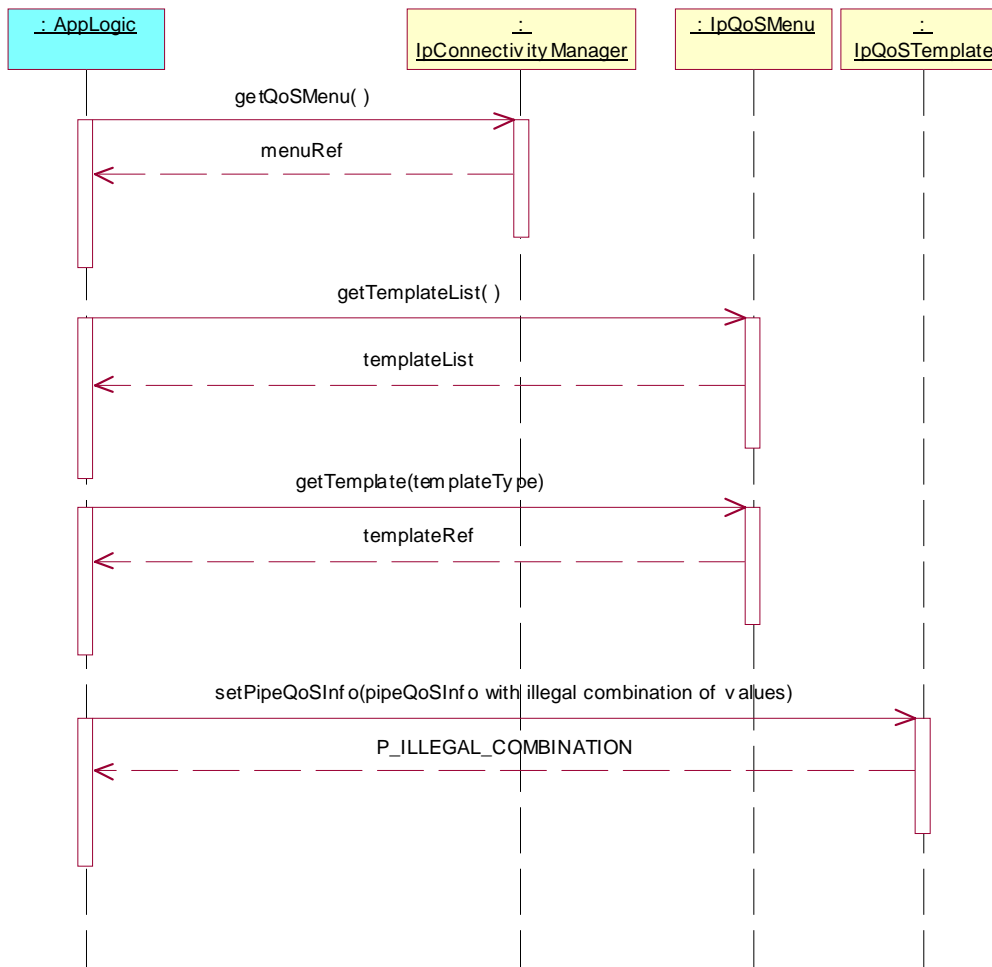 : AppLogic
:
IpConnectivityManager
: IpQoSMenu
:
IpQoSTemplate
getQoSMenu( )
menuRef
getTemplateList( )
templateList
getTemplate(templateType)
templateRef
setPipeQoSInfo(pipeQoSInfo with illegal combination of values)
P_ILLEGAL_COMBINATION